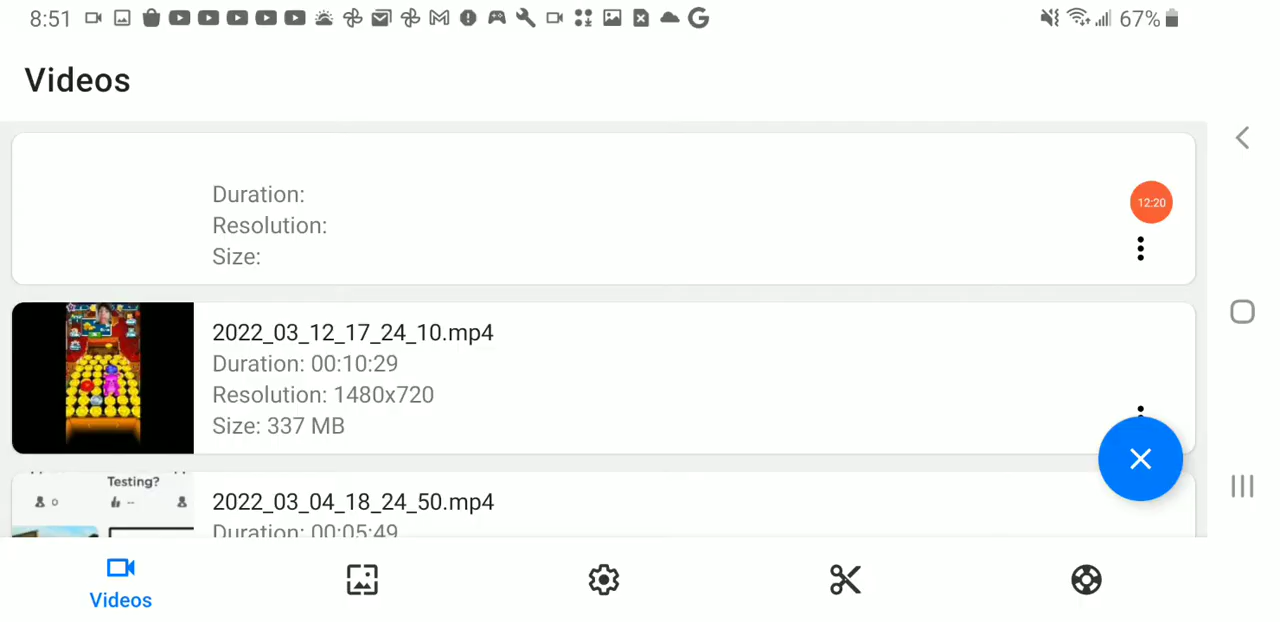 8:51
67%
Videos
Duration:
Resolution:
Size:
12:20
2022_03_12_17_24_10.mp4
Duration: 00:10:29
Resolution: 1480x720
Size: 337 MB
Testing?
0
--
2022_03_04_18_24_50.mp4
Duration: 00:05:49
Videos